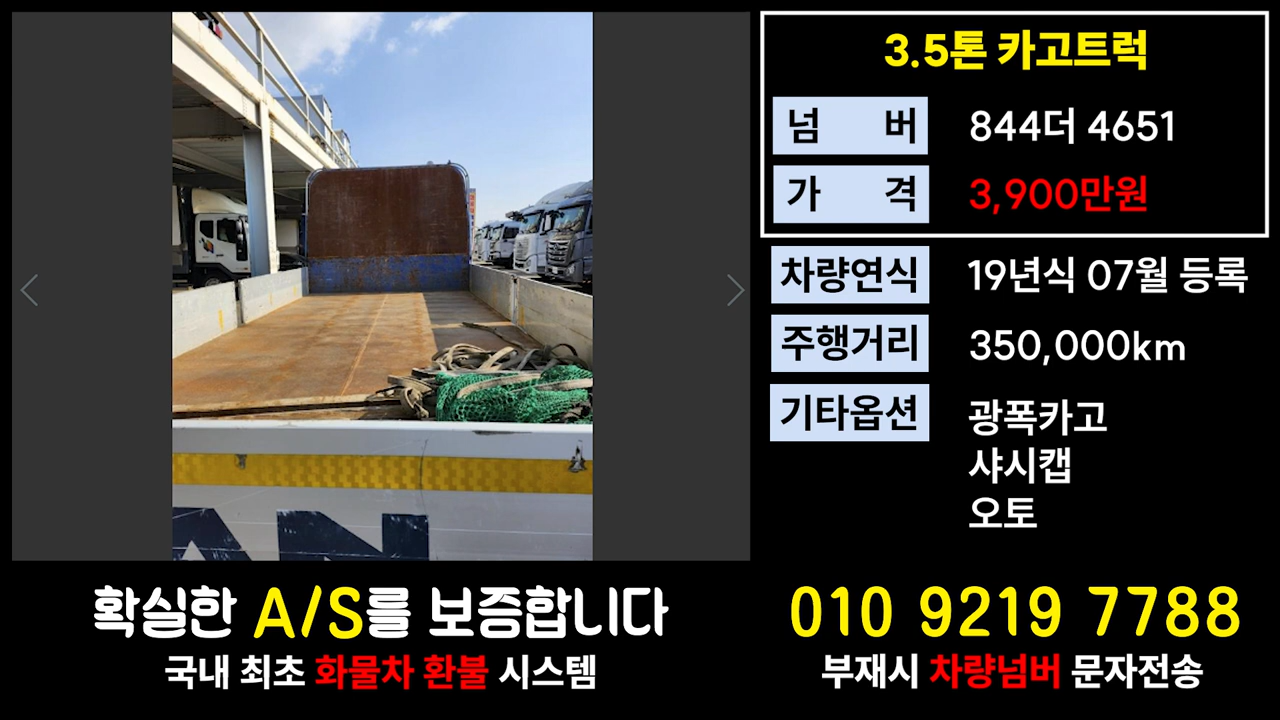 3.5톤 카고트럭
넘 버 844더 4651
가 격 3,900만원
차량연식 19년식 07월 등록
주행거리 350,000km
기타옵션 광폭카고
샤시캡
오토
AN
확실한 A/S를 보증합니다
국내 최초 화물차 환불 시스템
010 9219 7788
부재시 차량넘버 문자전송